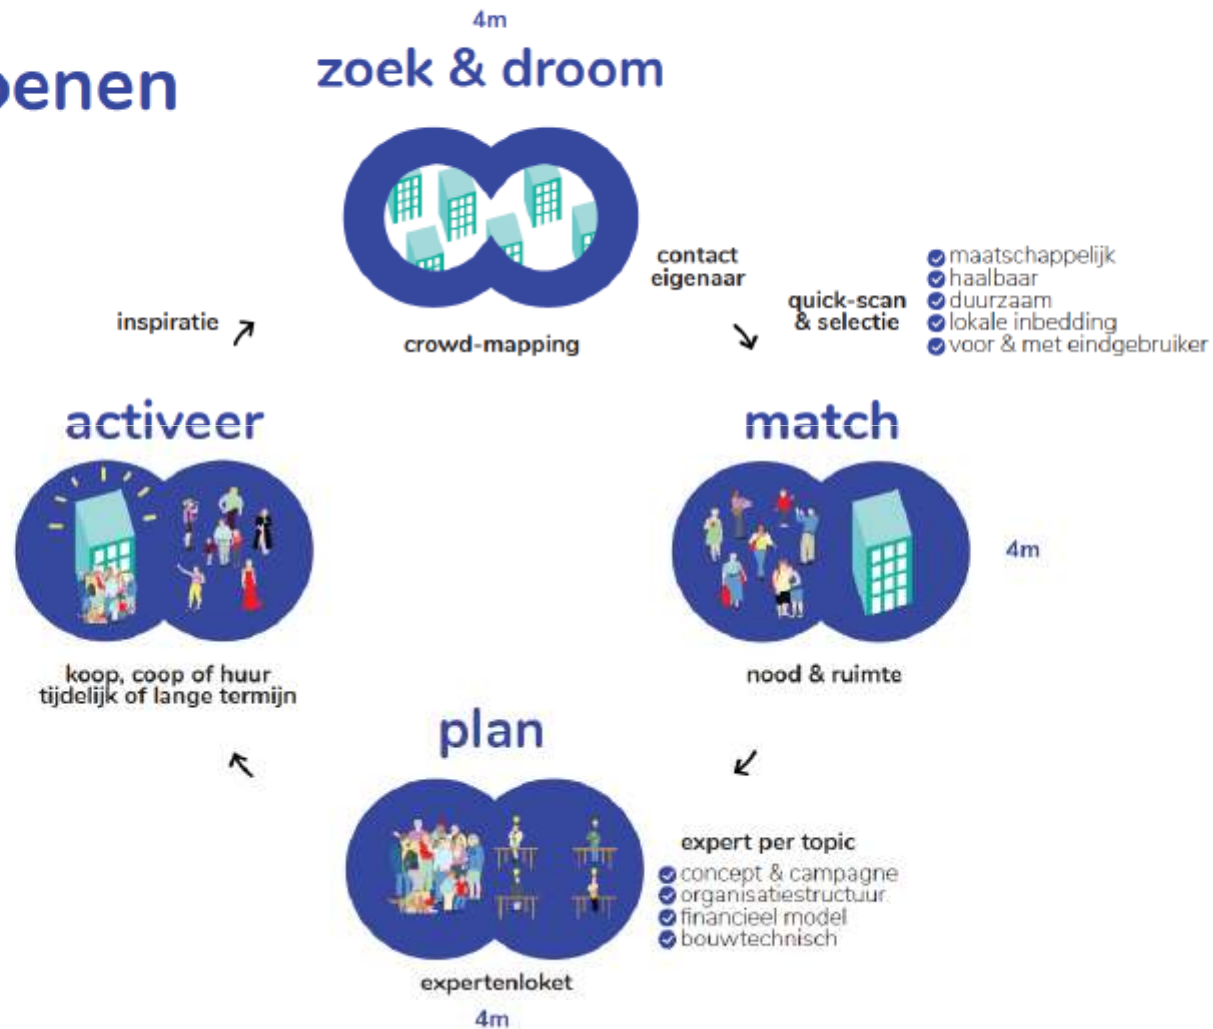 4m
zoek & droom
oenen
contact
eigenaar
quick-scan
& selectie
maatschappelijk
haalbaar
duurzaam
lokale inbedding
voor & met eindgebruiker
inspiratie
crowd-mapping
activeer
match
4m
koop, coop of huur
tijdelijk of lange termijn
nood & ruimte
plan
expert per topic
concept & campagne
organisatiestructuur
financieel model
bouwtechnisch
expertenloket
4m